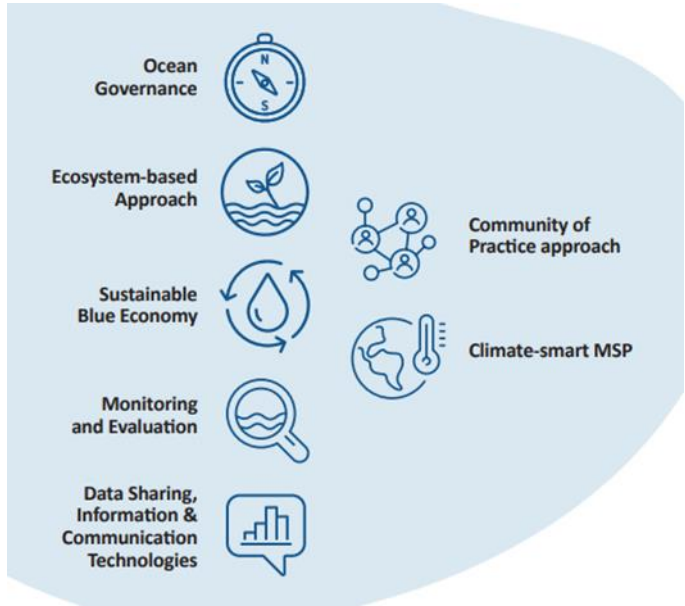 Ocean
Governance
N
S
Ecosystem-based
Approach
Sustainable
Blue Economy
Monitoring
and Evaluation
Data Sharing,
Information &
Communication
Technologies
Community of
Practice approach
Climate-smart MSP